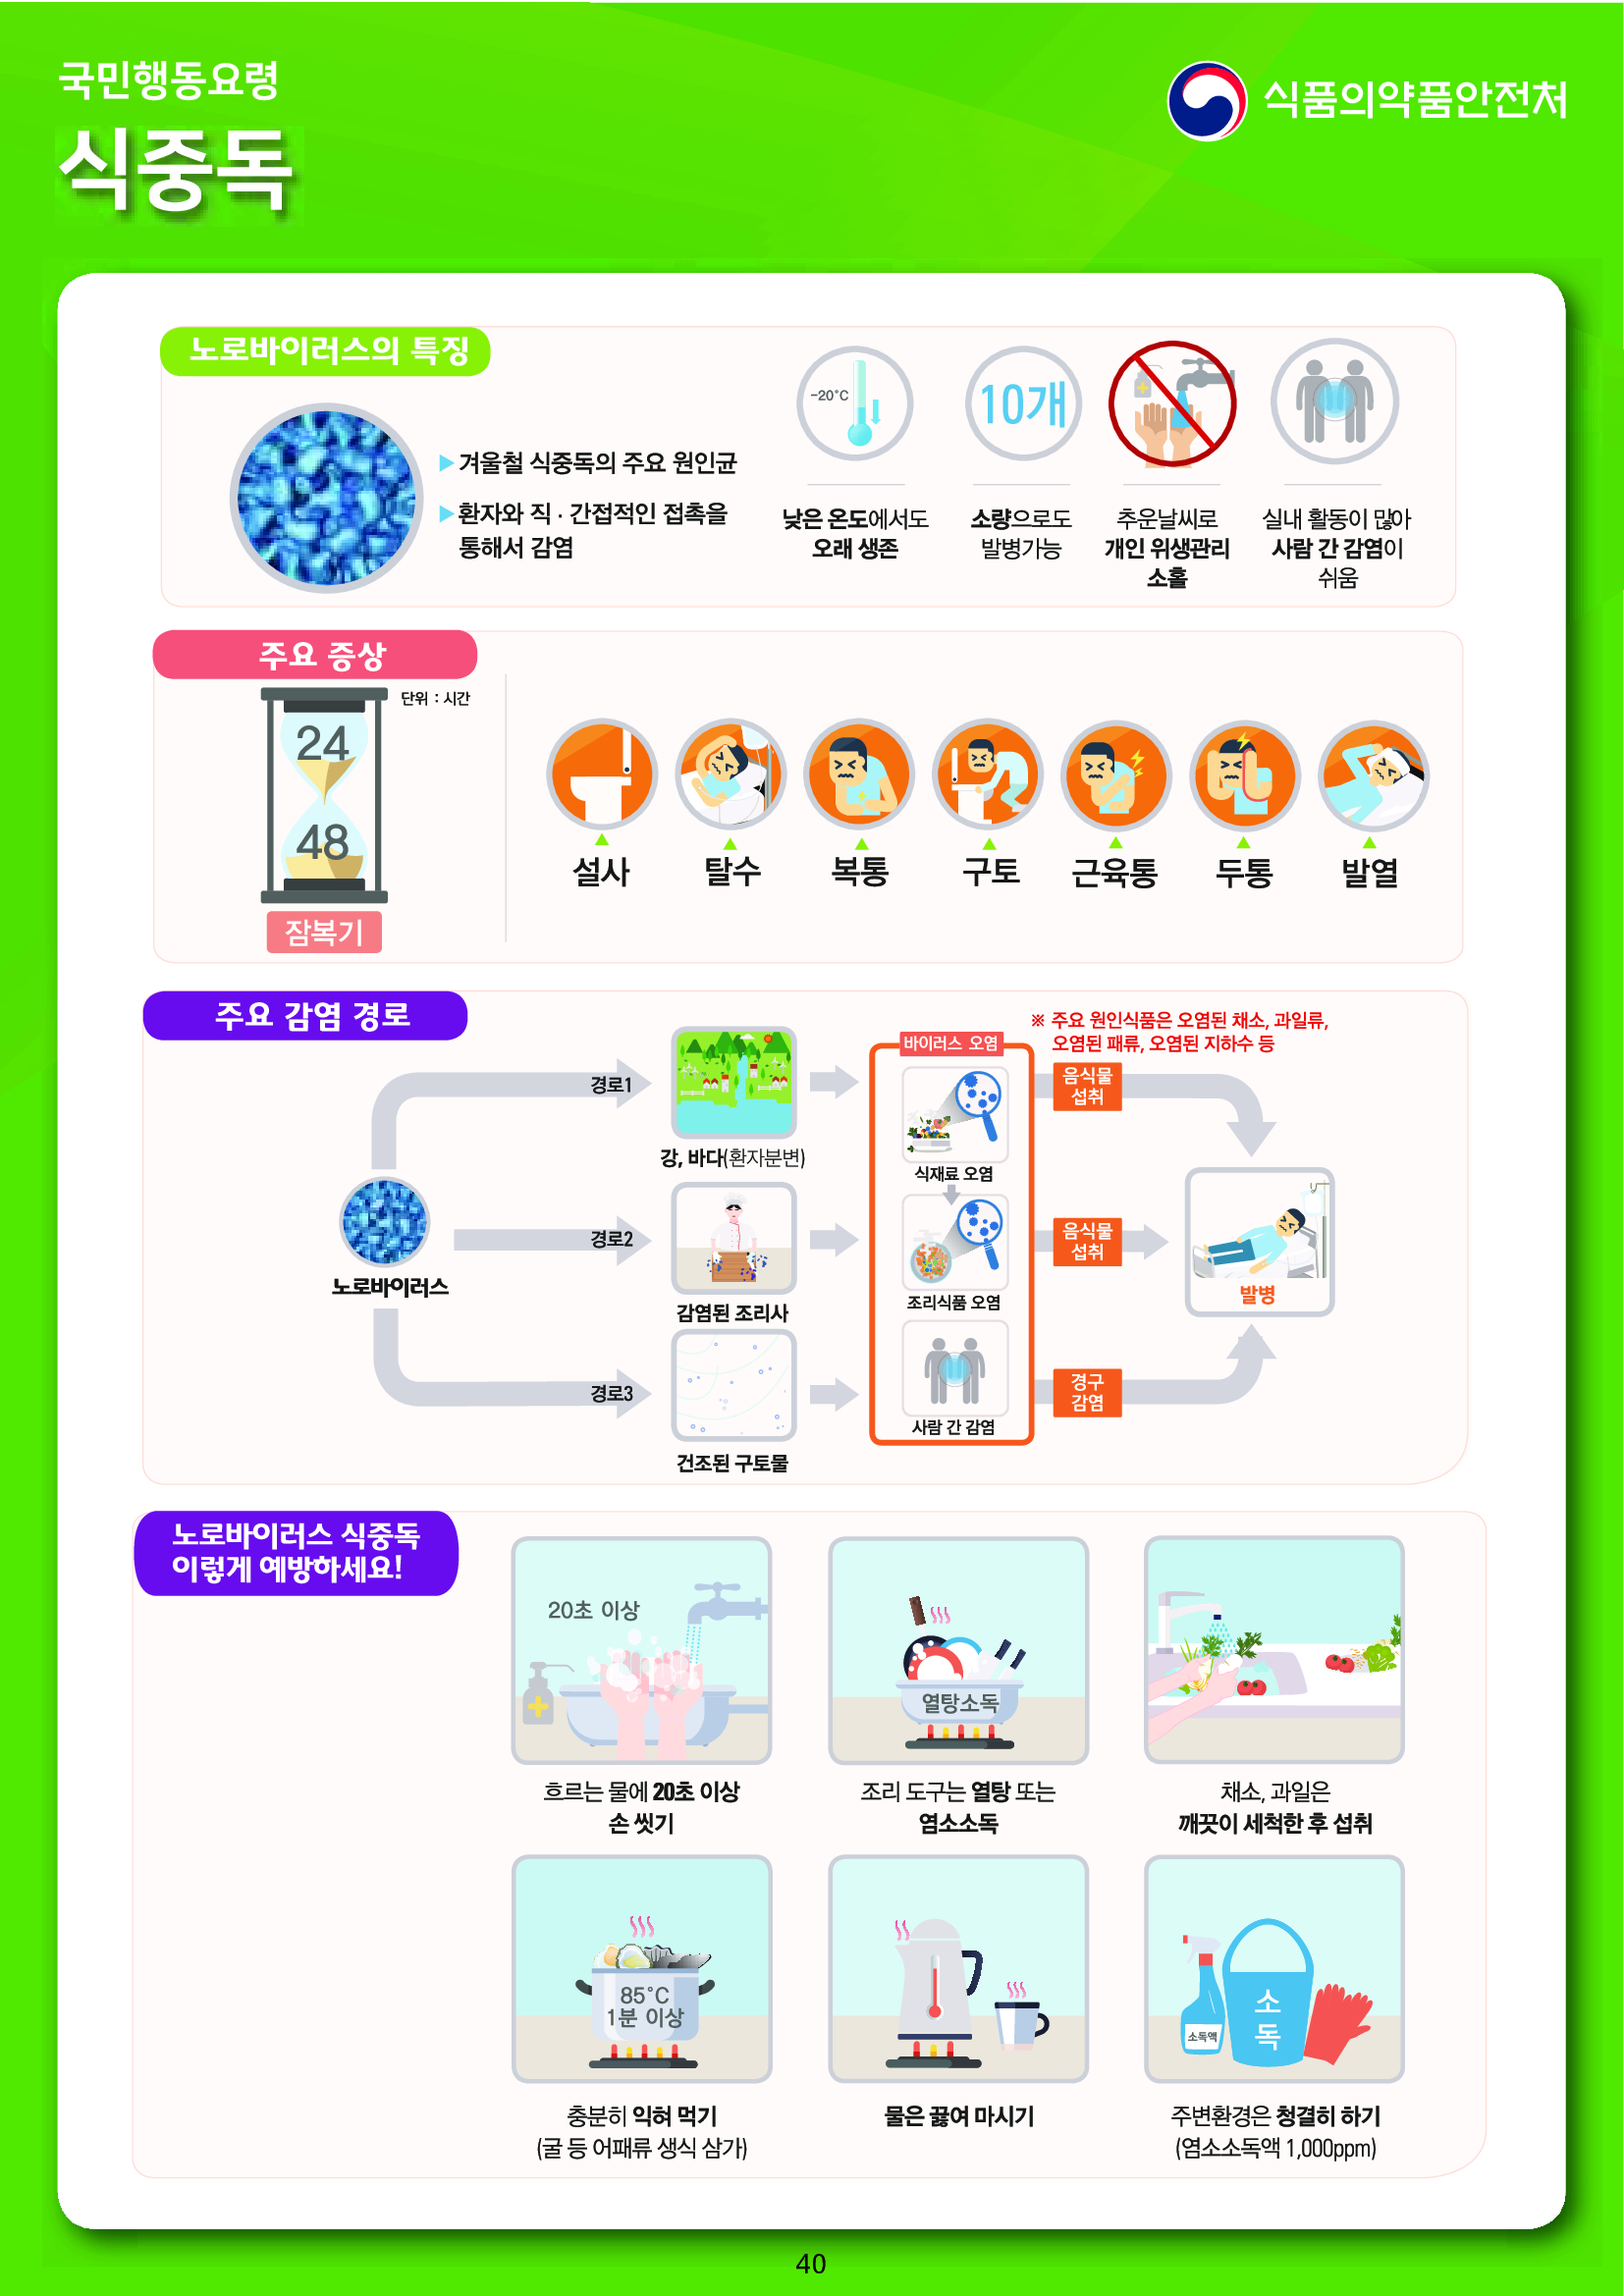 국민행동요령
식중독
식품의약품안전처
노로바이러스의 특징
▶겨울철 식중독의 주요 원인균
▶환자와 직 · 간접적인 접촉을
통해서 감염
-20°C
낮은 온도에서도
오래 생존
10개
소량으로도
발병가능
추운날씨로
개인 위생관리
소홀
실내 활동이 많아
사람 간 감염이
쉬움
주요 증상
단위 : 시간
24
48
잠복기
설사
탈수
복통
구토
근육통
두통
발열
주요 감염 경로
노로바이러스
경로1
강, 바다(환자분변)
경로2
감염된 조리사
경로3
건조된 구토물
바이러스 오염
식재료 오염
조리식품 오염
사람 간 감염
※ 주요 원인식품은 오염된 채소, 과일류,
오염된 패류, 오염된 지하수 등
음식물
섭취
음식물
섭취
경구
감염
발병
노로바이러스 식중독
이렇게 예방하세요!
20초 이상
흐르는 물에 20초 이상
손 씻기
열탕소독
조리 도구는 열탕 또는
염소소독
채소, 과일은
깨끗이 세척한 후 섭취
85°C
1분 이상
충분히 익혀 먹기
(굴 등 어패류 생식 삼가)
물은 끓여 마시기
소독액
소
독
주변환경은 청결히 하기
(염소소독액 1,000ppm)
40